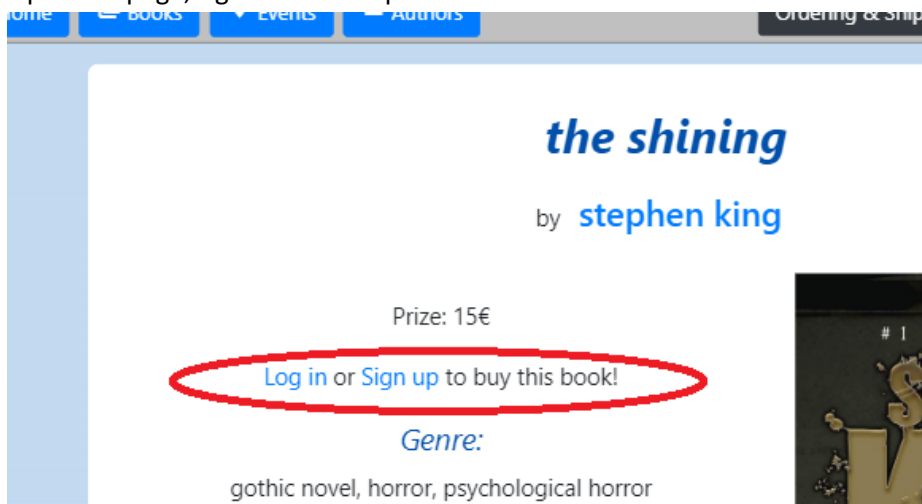 Home Books Events Authors Ordering & Ship
the shining
by stephen king
Prize: 15€
# 1
Log in or Sign up to buy this book!
Genre:
gothic novel, horror, psychological horror